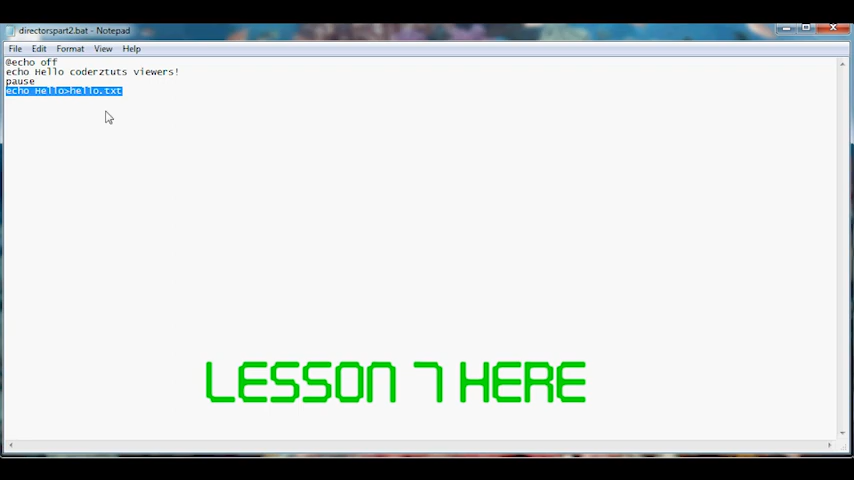 directorspart2.bat - Notepad
File Edit Format View Help
@echo off
echo Hello coderztuts viewers!
pause
echo Hello>hello.txt
LESSON 7 HERE